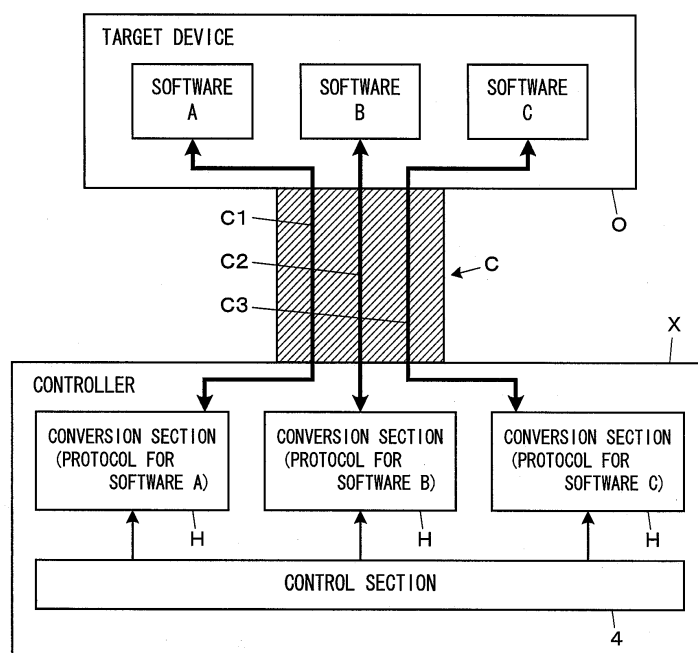 TARGET DEVICE
SOFTWARE
A
SOFTWARE
B
SOFTWARE
C
O
C1
C2
C
C3
X
CONTROLLER
CONVERSION SECTION
(PROTOCOL FOR
SOFTWARE A)
CONVERSION SECTION
(PROTOCOL FOR
SOFTWARE B)
CONVERSION SECTION
(PROTOCOL FOR
SOFTWARE C)
H
H
H
CONTROL SECTION
4